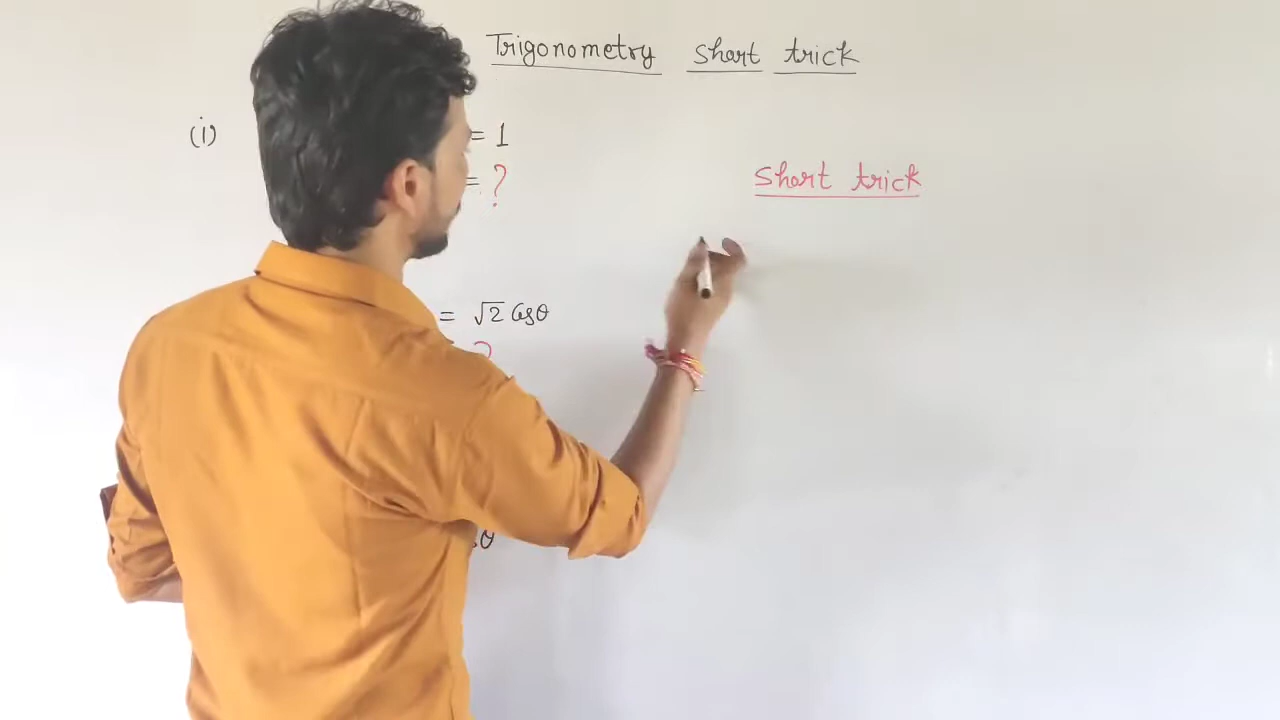 Trigonometry short trick
(i) = 1
= ?
short trick
= √2 Cosθ
?
θ